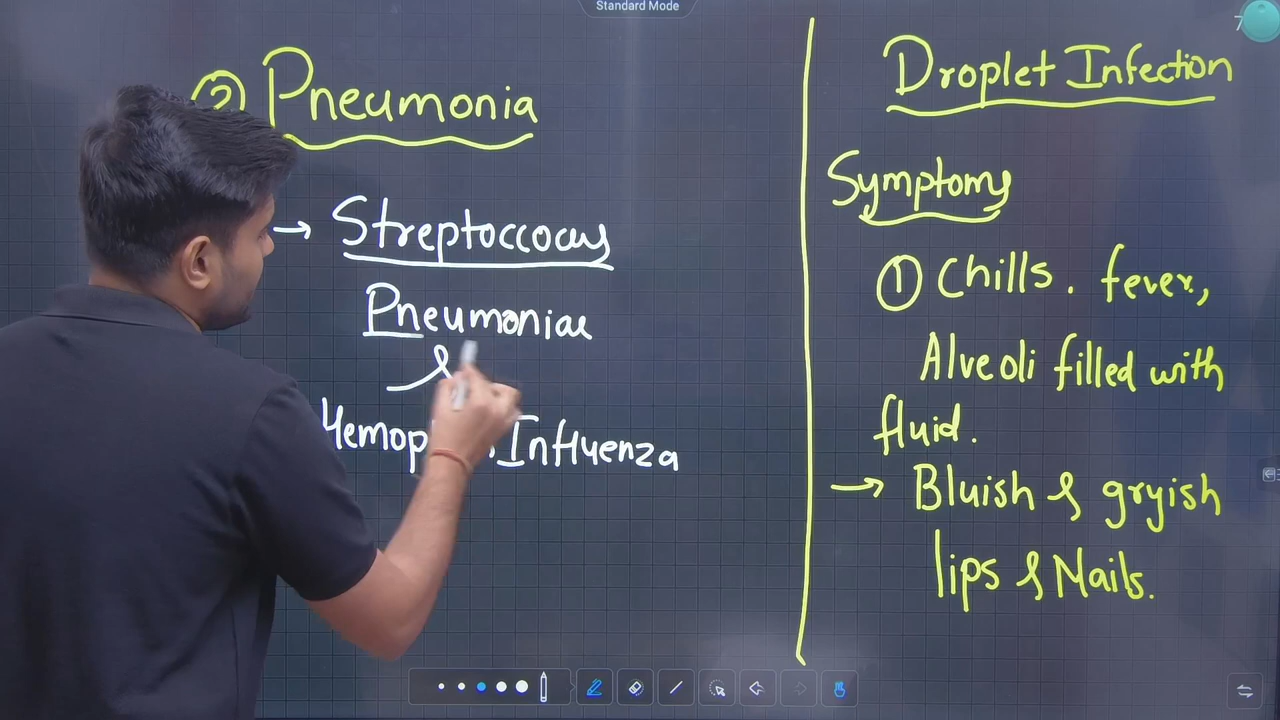 Standard Mode
② Pneumonia
→ Streptoccocus
Pneumoniae
&
Influenza
Droplet Infection
Symptoms
① Chills. fever,
Alveoli filled with
fluid.
→ Bluish & gryish
lips & Nails.